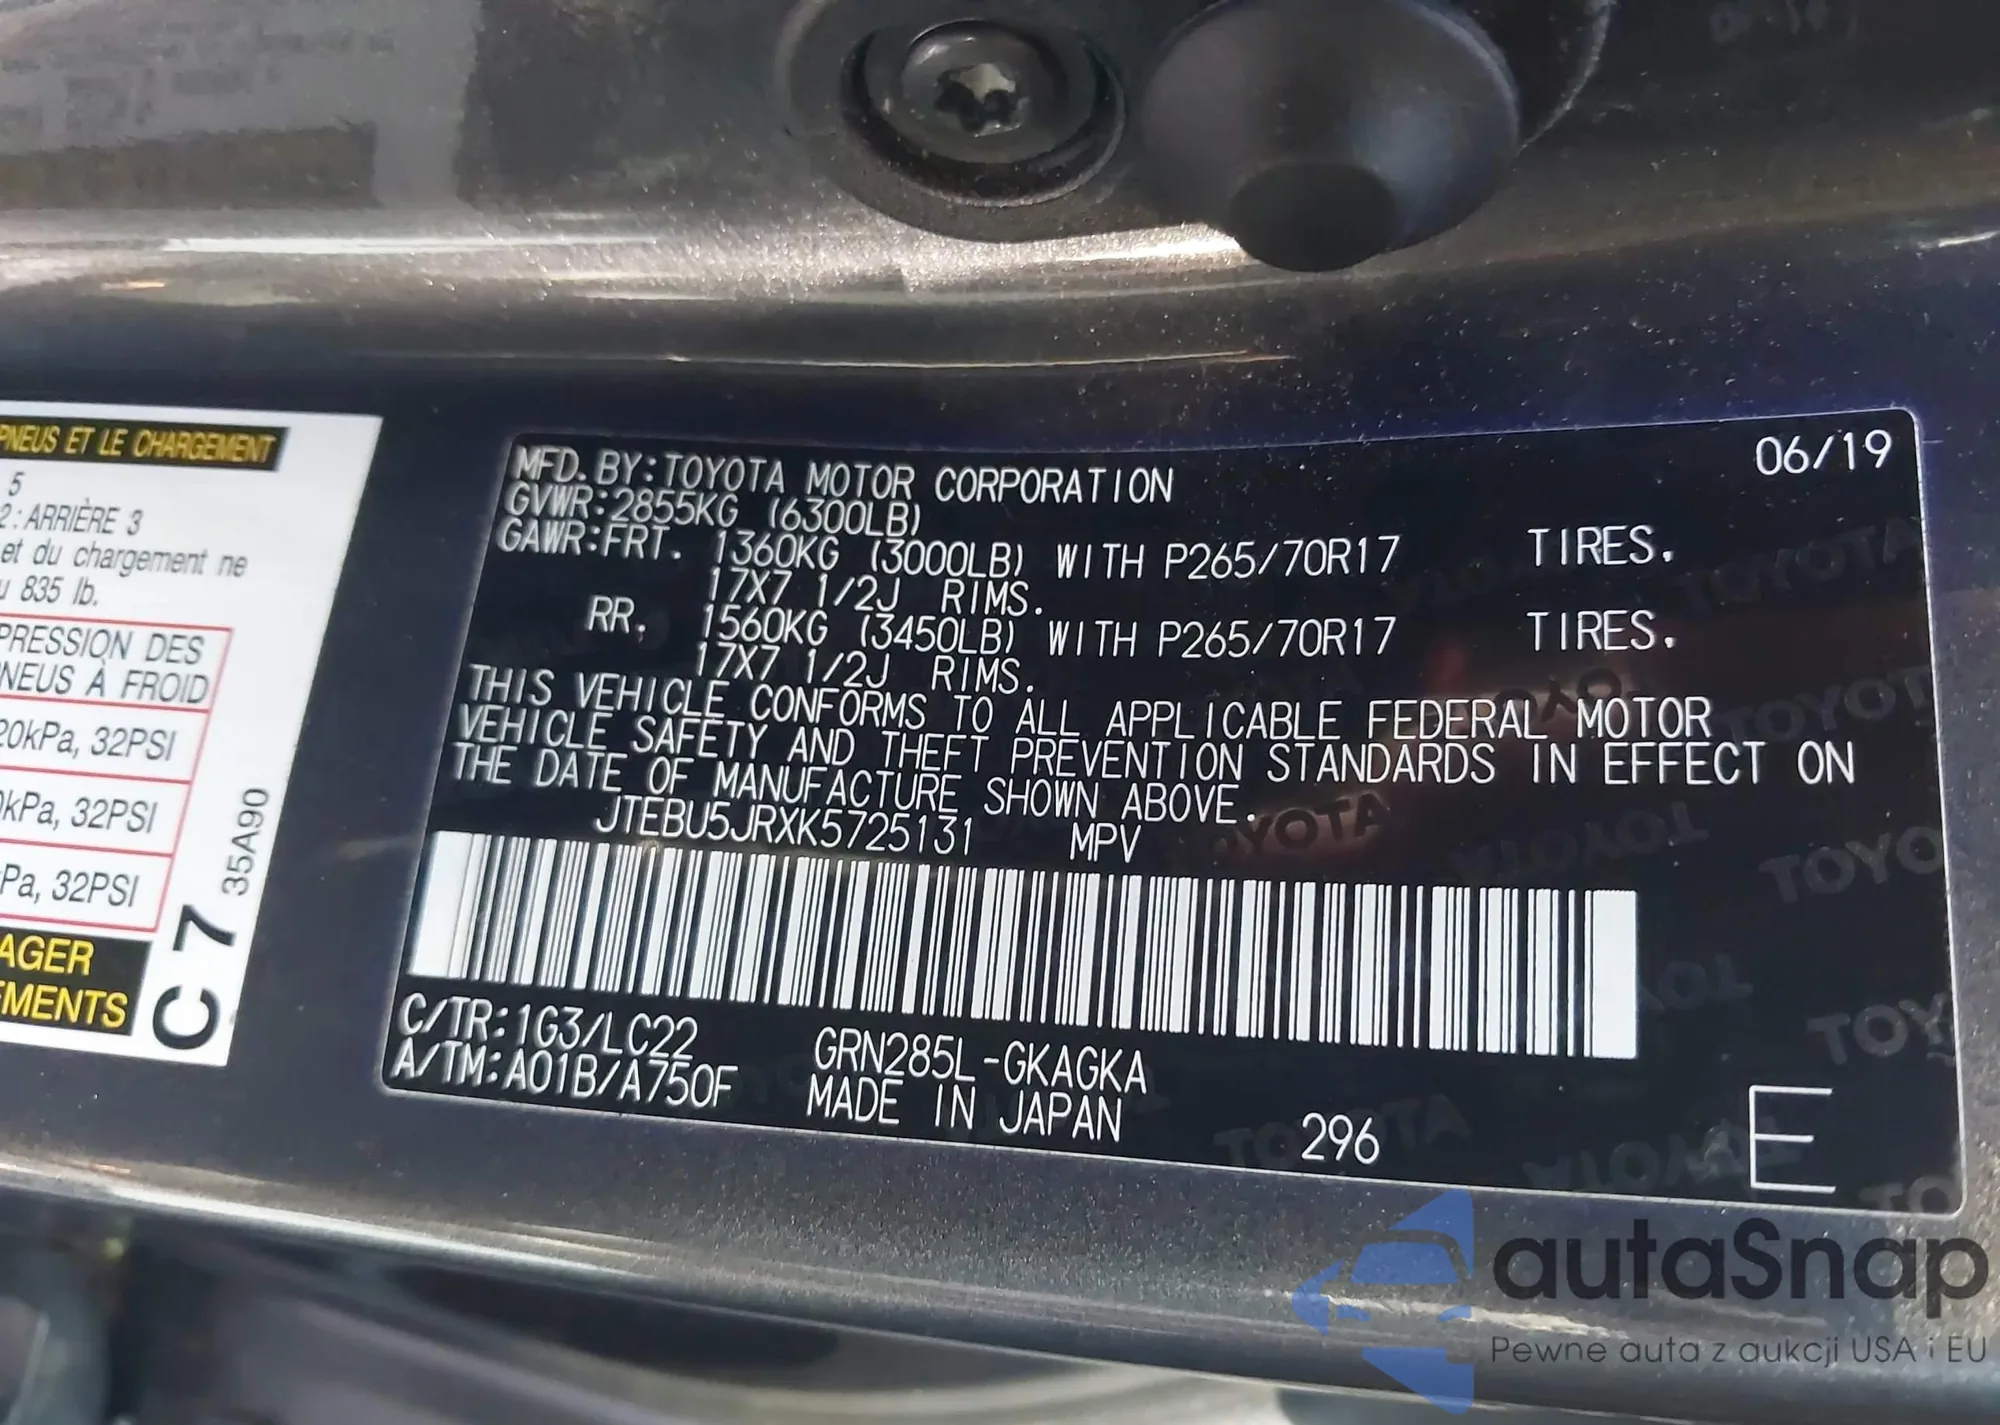 PNEUS ET LE CHARGEMENT
5
2: ARRIÈRE 3
et du chargement ne
835 lb.
PRESSION DES
PNEUS À FROID
20kPa, 32PSI
0kPa, 32PSI
kPa, 32PSI
C 7 35A90
MFD. BY: TOYOTA MOTOR CORPORATION 06/19
GVWR: 2855KG (6300LB)
GAWR: FRT. 1360KG (3000LB) WITH P265/70R17 TIRES.
17X7 1/2J RIMS.
RR. 1560KG (3450LB) WITH P265/70R17 TIRES.
17X7 1/2J RIMS.
THIS VEHICLE CONFORMS TO ALL APPLICABLE FEDERAL MOTOR
VEHICLE SAFETY AND THEFT PREVENTION STANDARDS IN EFFECT ON
THE DATE OF MANUFACTURE SHOWN ABOVE.
JTEBU5JRXK5725131 MPV
C/TR: 1G3/LC22 GRN285L-GKAGKA
A/TM: A01B/A750F MADE IN JAPAN 296 E
autaSnap
Pewne auta z aukcji USA i EU